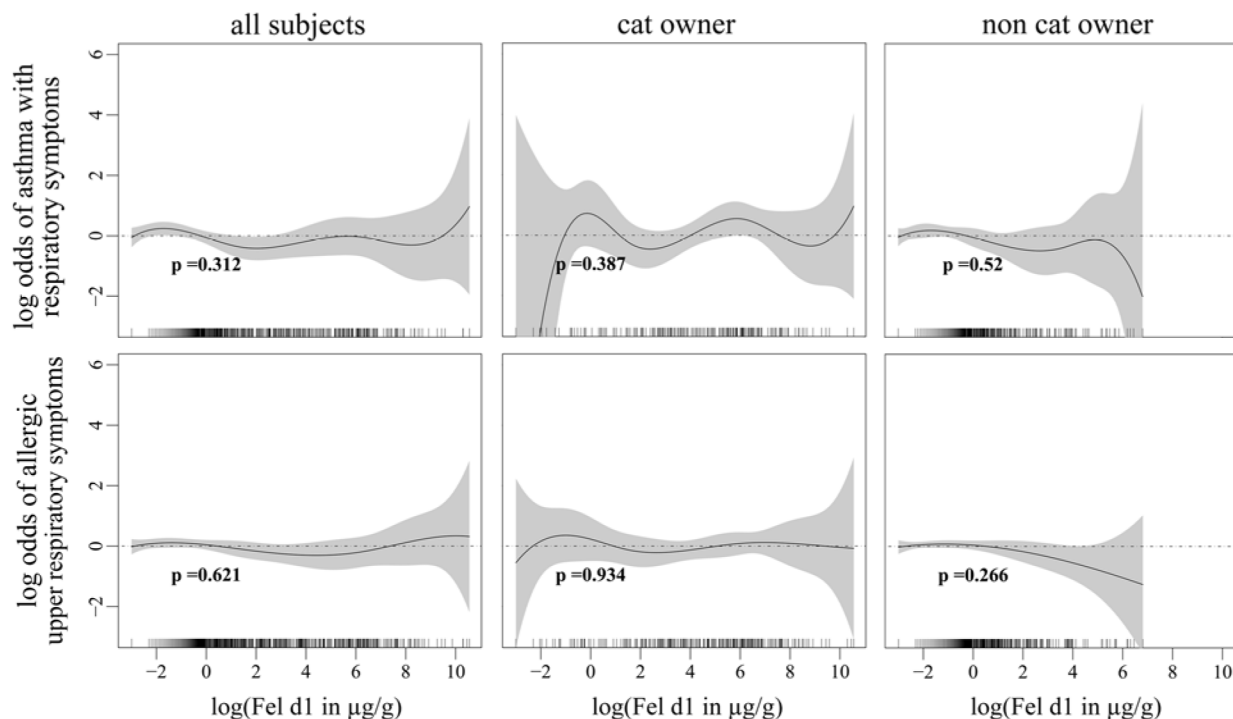 all subjects
cat owner
non cat owner
log odds of asthma with
respiratory symptoms
6
4
2
0
−2
p =0.312
p =0.387
p =0.52
log odds of allergic
upper respiratory symptoms
6
4
2
0
−2
p =0.621
p =0.934
p =0.266
−2 0 2 4 6 8 10
−2 0 2 4 6 8 10
−2 0 2 4 6 8 10
log(Fel d1 in µg/g)
log(Fel d1 in µg/g)
log(Fel d1 in µg/g)